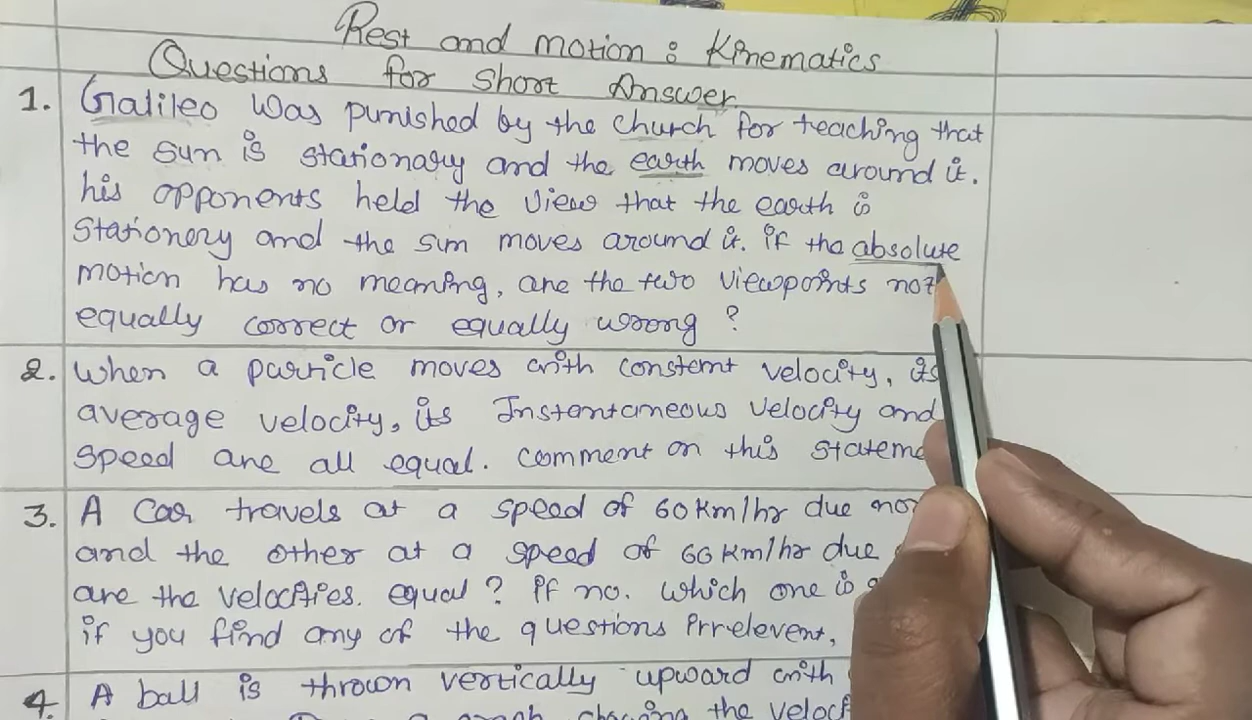 Rest and motion : Kinematics
Questions for short Answer
1. Galileo was punished by the church for teaching that
the sun is stationary and the earth moves around it.
his opponents held the view that the earth is
stationery and the sun moves around it. if the absolute
motion has no meaning, are the two viewpoints not
equally correct or equally wrong ?
2. When a particle moves with constant velocity, its
average velocity, its Instantaneous velocity and
speed are all equal. comment on this stateme
3. A car travels at a speed of 60 km/hr due no
and the other at a speed of 60 km/hr due
are the velocities. equal ? if no. which one is
if you find any of the questions irrelevent,
4. A ball is thrown vertically upward with
a graph showing the veloci